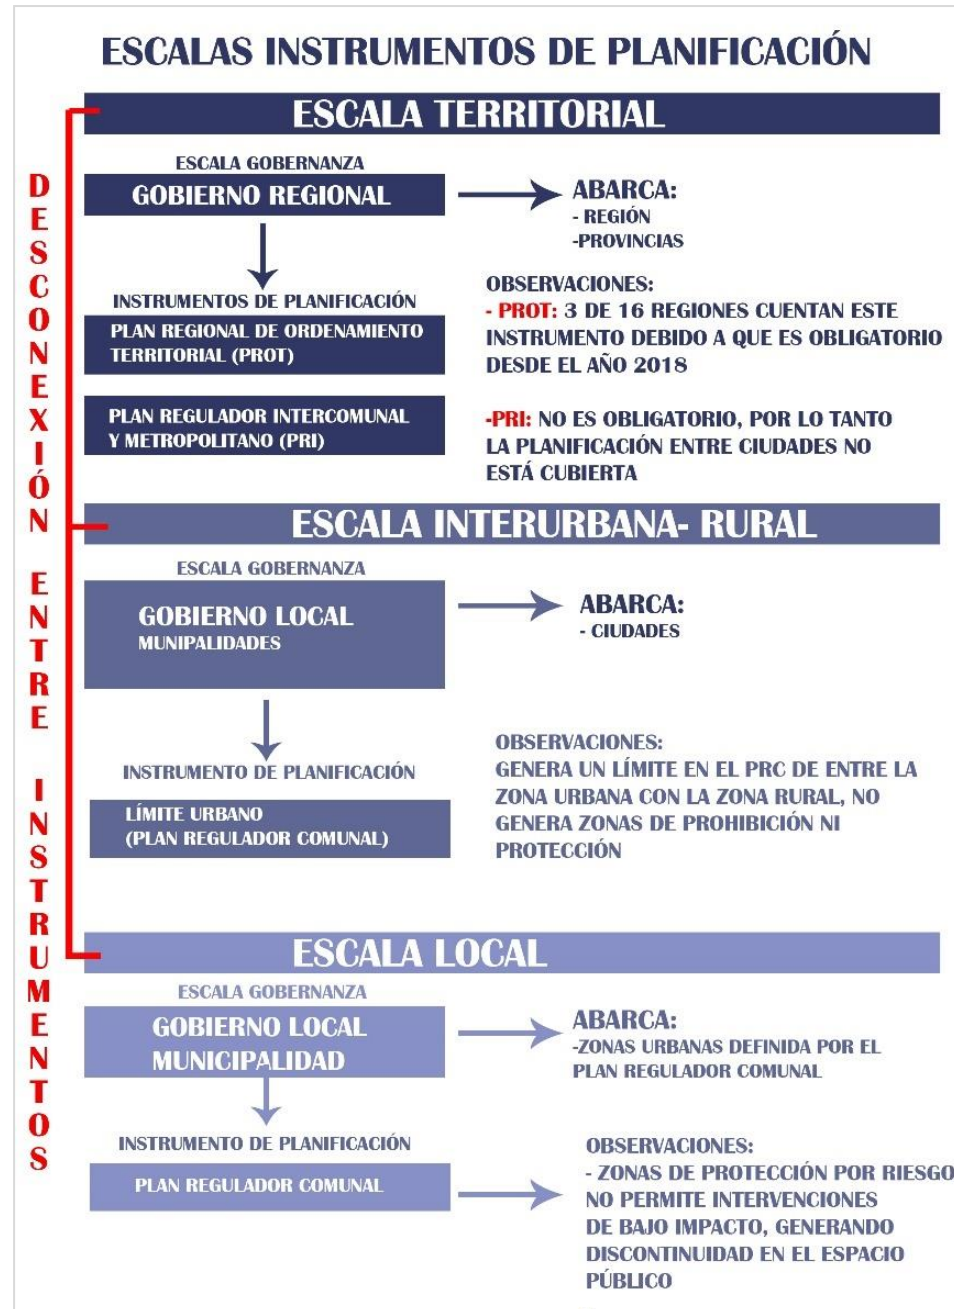 ESCALAS INSTRUMENTOS DE PLANIFICACIÓN
DESCONEXIÓN ENTRE INSTRUMENTOS
ESCALA TERRITORIAL
ESCALA GOBERNANZA
GOBIERNO REGIONAL
ABARCA:
- REGIÓN
-PROVINCIAS
INSTRUMENTOS DE PLANIFICACIÓN
PLAN REGIONAL DE ORDENAMIENTO
TERRITORIAL (PROT)
PLAN REGULADOR INTERCOMUNAL
Y METROPOLITANO (PRI)
OBSERVACIONES:
- PROT: 3 DE 16 REGIONES CUENTAN ESTE
INSTRUMENTO DEBIDO A QUE ES OBLIGATORIO
DESDE EL AÑO 2018
-PRI: NO ES OBLIGATORIO, POR LO TANTO
LA PLANIFICACIÓN ENTRE CIUDADES NO
ESTÁ CUBIERTA
ESCALA INTERURBANA- RURAL
ESCALA GOBERNANZA
GOBIERNO LOCAL
MUNIPALIDADES
ABARCA:
- CIUDADES
INSTRUMENTO DE PLANIFICACIÓN
LÍMITE URBANO
(PLAN REGULADOR COMUNAL)
OBSERVACIONES:
GENERA UN LÍMITE EN EL PRC DE ENTRE LA
ZONA URBANA CON LA ZONA RURAL, NO
GENERA ZONAS DE PROHIBICIÓN NI
PROTECCIÓN
ESCALA LOCAL
ESCALA GOBERNANZA
GOBIERNO LOCAL
MUNICIPALIDAD
ABARCA:
-ZONAS URBANAS DEFINIDA POR EL
PLAN REGULADOR COMUNAL
INSTRUMENTO DE PLANIFICACIÓN
PLAN REGULADOR COMUNAL
OBSERVACIONES:
- ZONAS DE PROTECCIÓN POR RIESGO
NO PERMITE INTERVENCIONES
DE BAJO IMPACTO, GENERANDO
DISCONTINUIDAD EN EL ESPACIO
PÚBLICO